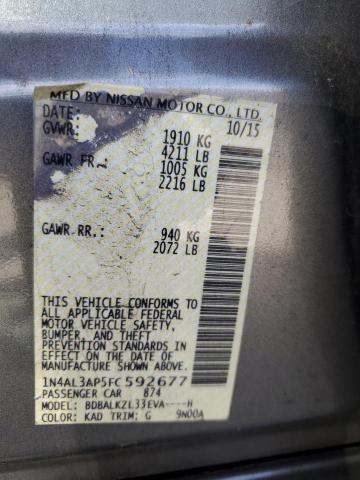 MFD BY NISSAN MOTOR CO., LTD.
DATE: 10/15
GVWR: 1910 KG
4211 LB
GAWR FR.: 1005 KG
2216 LB
GAWR RR.: 940 KG
2072 LB
THIS VEHICLE CONFORMS TO
ALL APPLICABLE FEDERAL
MOTOR VEHICLE SAFETY,
BUMPER, AND THEFT
PREVENTION STANDARDS
IN EFFECT ON THE DATE OF
MANUFACTURE SHOWN ABOVE.
1N4AL3AP5FC592677
PASSENGER CAR 874
MODEL: BDBALKZL33EVA----H
COLOR: KAD TRIM: G 9N00A